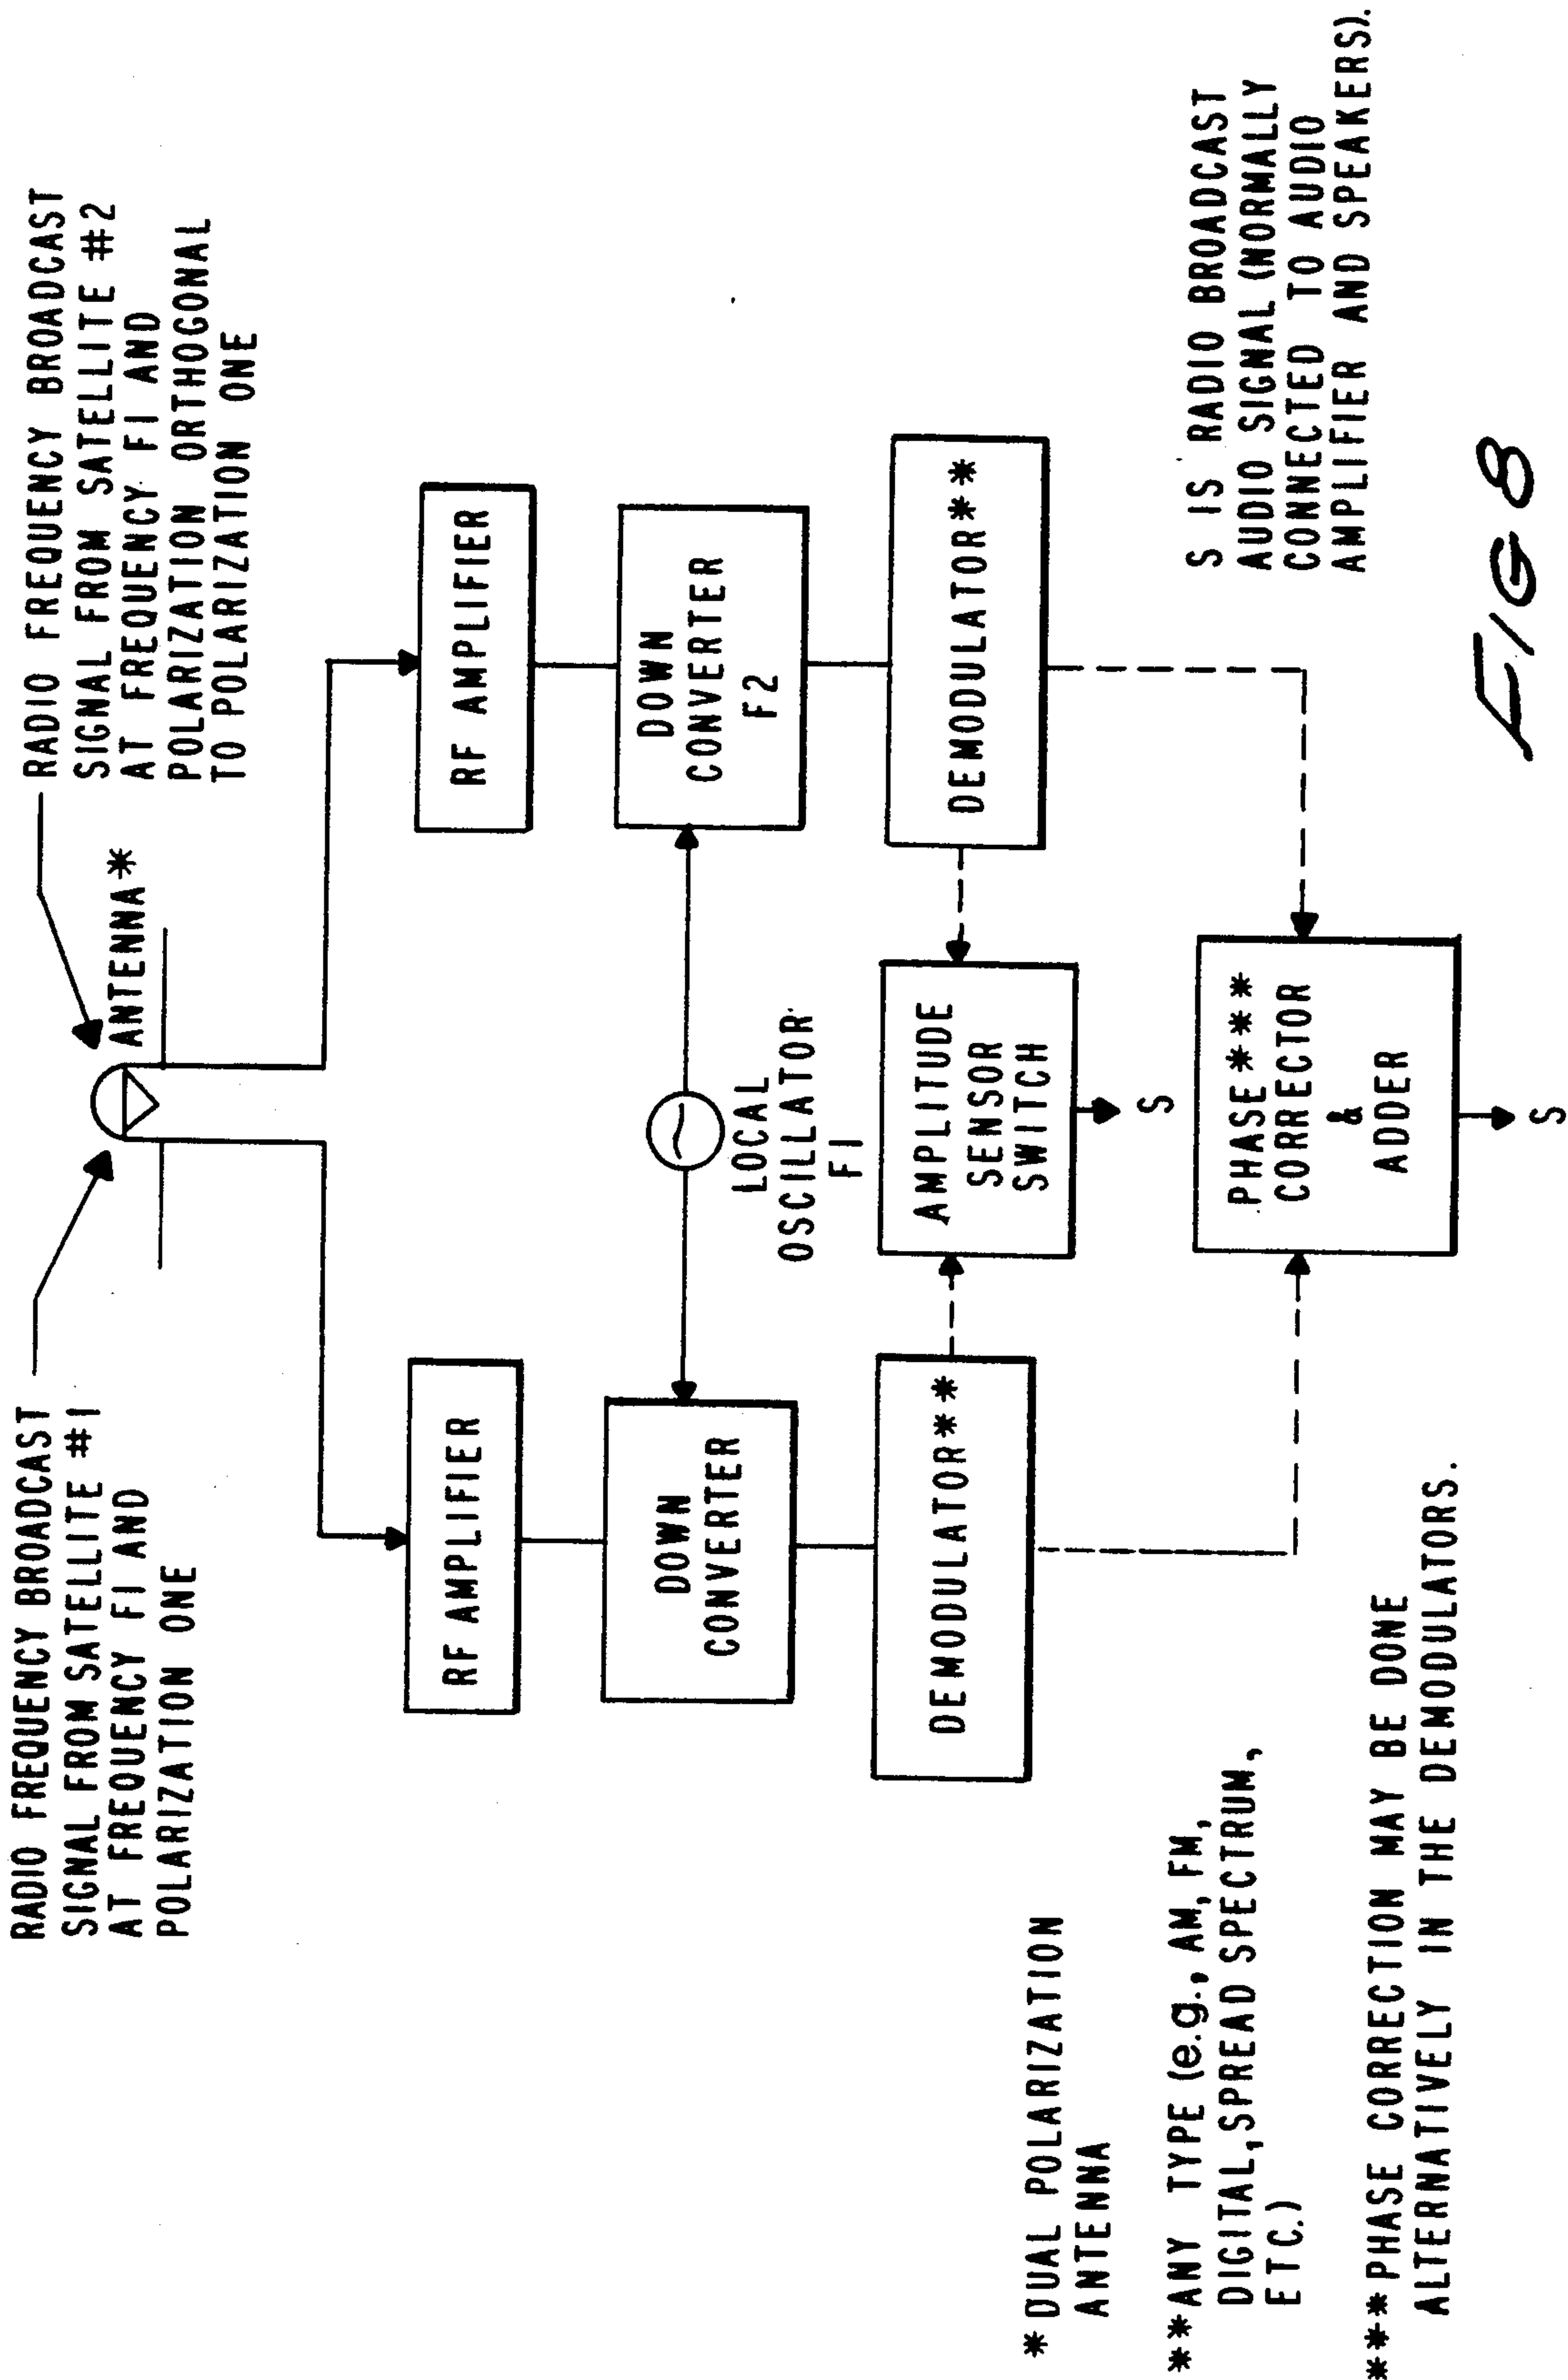 RADIO FREQUENCY BROADCAST
SIGNAL FROM SATELLITE #1
AT FREQUENCY F1 AND
POLARIZATION ONE
RADIO FREQUENCY BROADCAST
SIGNAL FROM SATELLITE #2
AT FREQUENCY F1 AND
POLARIZATION ORTHOGONAL
TO POLARIZATION ONE
ANTENNA*
RF AMPLIFIER
RF AMPLIFIER
DOWN
CONVERTER
LOCAL
OSCILLATOR
F1
DOWN
CONVERTER
F2
DEMODULATOR**
AMPLITUDE
SENSOR
SWITCH
DEMODULATOR**
S
PHASE***
CORRECTOR
&
ADDER
S
*DUAL POLARIZATION
ANTENNA
**ANY TYPE (e.g., AM, FM,
DIGITAL, SPREAD SPECTRUM,
ETC.)
***PHASE CORRECTION MAY BE DONE
ALTERNATIVELY IN THE DEMODULATORS.
S IS RADIO BROADCAST
AUDIO SIGNAL (NORMALLY
CONNECTED TO AUDIO
AMPLIFIER AND SPEAKERS).
FIG 8